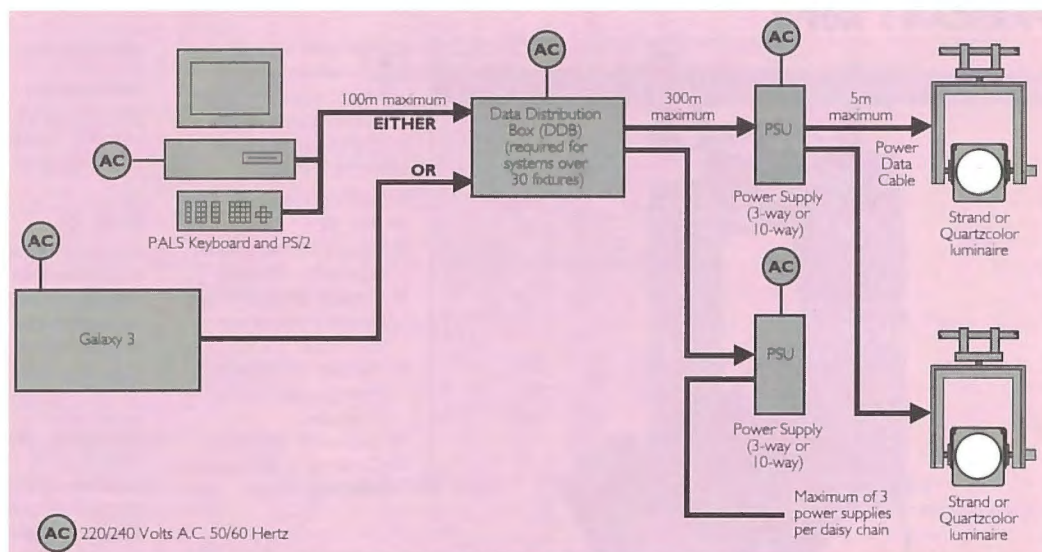 AC
AC
100m maximum
EITHER
OR
AC
PALS Keyboard and PS/2
AC
Galaxy 3
Data Distribution
Box (DDB)
(required for
systems over
30 fixtures)
300m
maximum
AC
PSU
Power Supply
(3-way or
10-way)
5m
maximum
Power
Data
Cable
Strand or
Quartzcolor
luminaire
AC
PSU
Power Supply
(3-way or
10-way)
Maximum of 3
power supplies
per daisy chain
Strand or
Quartzcolor
luminaire
AC 220/240 Volts A.C. 50/60 Hertz